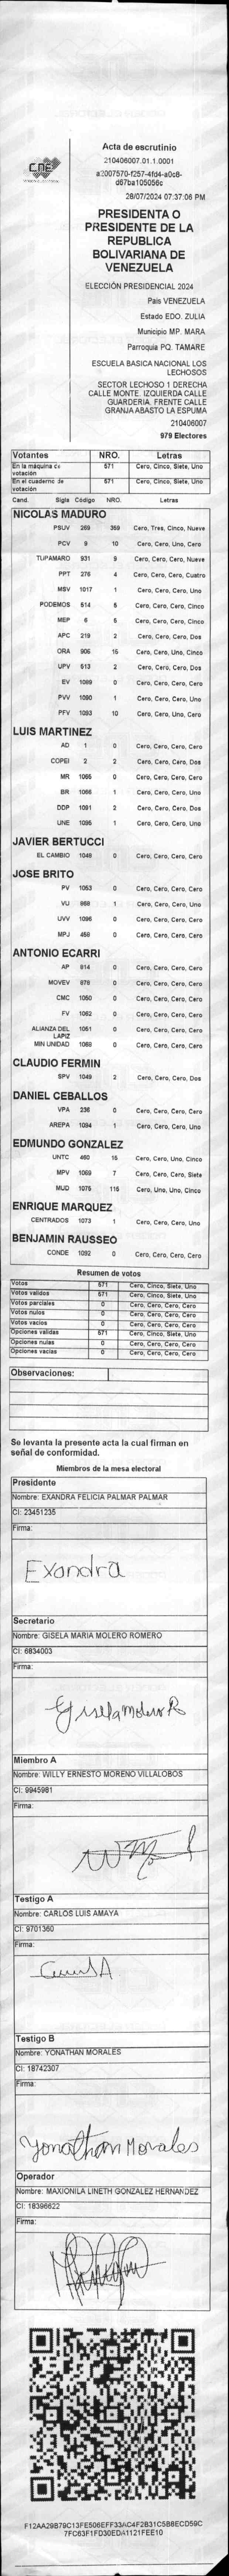 CNE
Acta de escrutinio
210406007.01.1.0001
a2007570-f257-4fd4-a0c8-
d67ba105056c
28/07/2024 07:37:06 PM
PRESIDENTA O
PRESIDENTE DE LA
REPUBLICA
BOLIVARIANA DE
VENEZUELA
ELECCIÓN PRESIDENCIAL 2024
Pais VENEZUELA
Estado EDO. ZULIA
Municipio MP. MARA
Parroquia PQ. TAMARE
ESCUELA BASICA NACIONAL LOS
LECHOSOS
SECTOR LECHOSO 1 DERECHA
CALLE MONTE. IZQUIERDA CALLE
GUARDERIA. FRENTE CALLE
GRANJA ABASTO LA ESPUMA
210406007
979 Electores
Votantes NRO. Letras
En la máquina de votación 571 Cero, Cinco, Siete, Uno
En el cuaderno de votación 571 Cero, Cinco, Siete, Uno
Cand. Sigla Código NRO. Letras
NICOLAS MADURO
PSUV 269 359 Cero, Tres, Cinco, Nueve
PCV 9 10 Cero, Cero, Uno, Cero
TUPAMARO 931 9 Cero, Cero, Cero, Nueve
PPT 276 4 Cero, Cero, Cero, Cuatro
MSV 1017 1 Cero, Cero, Cero, Uno
PODEMOS 514 5 Cero, Cero, Cero, Cinco
MEP 6 5 Cero, Cero, Cero, Cinco
APC 219 2 Cero, Cero, Cero, Dos
ORA 906 15 Cero, Cero, Uno, Cinco
UPV 513 2 Cero, Cero, Cero, Dos
EV 1089 0 Cero, Cero, Cero, Cero
PVV 1090 1 Cero, Cero, Cero, Uno
PFV 1093 10 Cero, Cero, Uno, Cero
LUIS MARTINEZ
AD 1 0 Cero, Cero, Cero, Cero
COPEI 2 2 Cero, Cero, Cero, Dos
MR 1065 0 Cero, Cero, Cero, Cero
BR 1066 1 Cero, Cero, Cero, Uno
DDP 1091 2 Cero, Cero, Cero, Dos
UNE 1095 1 Cero, Cero, Cero, Uno
JAVIER BERTUCCI
EL CAMBIO 1048 0 Cero, Cero, Cero, Cero
JOSE BRITO
PV 1053 0 Cero, Cero, Cero, Cero
VU 868 1 Cero, Cero, Cero, Uno
UVV 1096 0 Cero, Cero, Cero, Cero
MPJ 458 0 Cero, Cero, Cero, Cero
ANTONIO ECARRI
AP 814 0 Cero, Cero, Cero, Cero
MOVEV 878 0 Cero, Cero, Cero, Cero
CMC 1050 0 Cero, Cero, Cero, Cero
FV 1062 0 Cero, Cero, Cero, Cero
ALIANZA DEL LAPIZ 1061 0 Cero, Cero, Cero, Cero
MIN UNIDAD 1069 0 Cero, Cero, Cero, Cero
CLAUDIO FERMIN
SPV 1049 2 Cero, Cero, Cero, Dos
DANIEL CEBALLOS
VPA 236 0 Cero, Cero, Cero, Cero
AREPA 1094 1 Cero, Cero, Cero, Uno
EDMUNDO GONZALEZ
UNTC 460 15 Cero, Cero, Uno, Cinco
MPV 1069 7 Cero, Cero, Cero, Siete
MUD 1075 115 Cero, Uno, Uno, Cinco
ENRIQUE MARQUEZ
CENTRADOS 1073 1 Cero, Cero, Cero, Uno
BENJAMIN RAUSSEO
CONDE 1092 0 Cero, Cero, Cero, Cero
Resumen de votos
Votos 571 Cero, Cinco, Siete, Uno
Votos validos 571 Cero, Cinco, Siete, Uno
Votos parciales 0 Cero, Cero, Cero, Cero
Votos nulos 0 Cero, Cero, Cero, Cero
Votos vacios 0 Cero, Cero, Cero, Cero
Opciones validas 571 Cero, Cinco, Siete, Uno
Opciones nulas 0 Cero, Cero, Cero, Cero
Opciones vacias 0 Cero, Cero, Cero, Cero
Observaciones:
Se levanta la presente acta la cual firman en
señal de conformidad.
Miembros de la mesa electoral
Presidente
Nombre: EXANDRA FELICIA PALMAR PALMAR
CI: 23451235
Firma:
Exandra
Secretario
Nombre: GISELA MARIA MOLERO ROMERO
CI: 6834003
Firma:
Gisela Molero R
Miembro A
Nombre: WILLY ERNESTO MORENO VILLALOBOS
CI: 9945981
Firma:
Testigo A
Nombre: CARLOS LUIS AMAYA
CI: 9701360
Firma:
Testigo B
Nombre: YONATHAN MORALES
CI: 18742307
Firma:
Yonathan Morales
Operador
Nombre: MAXIONILA LINETH GONZALEZ HERNANDEZ
CI: 18396622
Firma:
F12AA29B79C13FE506EFF33AC4F2B31C5B8ECD59C
7FC63F1FD30EDA1121FEE10